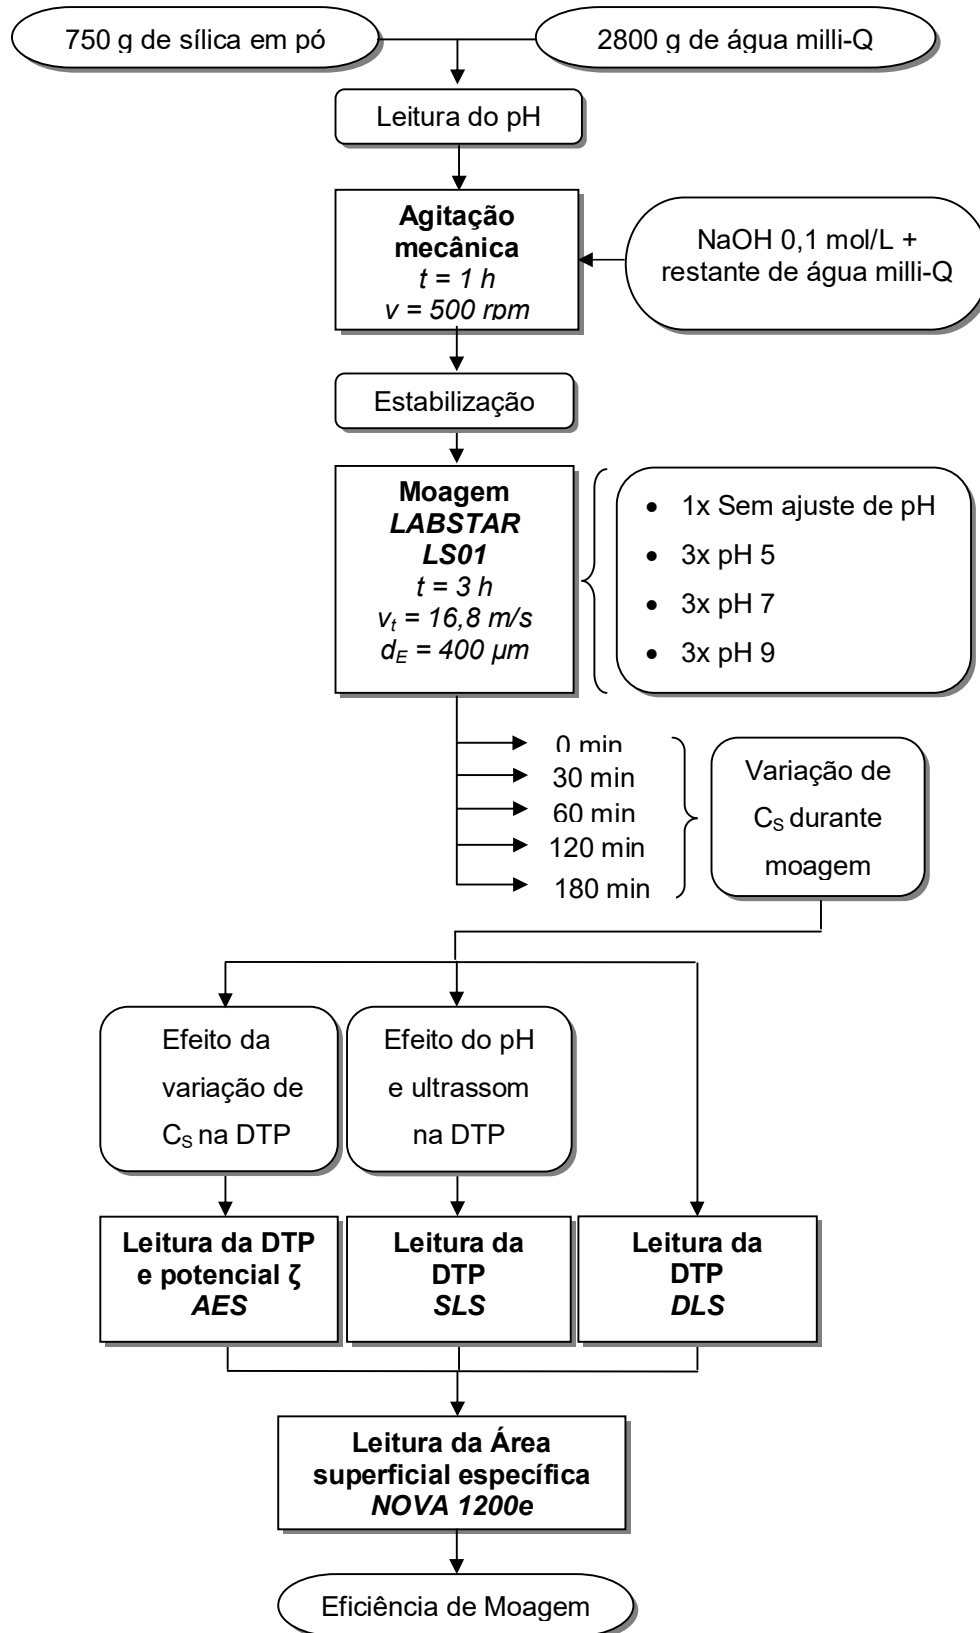 750 g de sílica em pó
2800 g de água milli-Q
Leitura do pH
Agitação
mecânica
t = 1 h
v = 500 rpm
NaOH 0,1 mol/L +
restante de água milli-Q
Estabilização
Moagem
LABSTAR
LS01
t = 3 h
vt = 16,8 m/s
dE = 400 µm
• 1x Sem ajuste de pH
• 3x pH 5
• 3x pH 7
• 3x pH 9
0 min
30 min
60 min
120 min
180 min
Variação de
CS durante
moagem
Efeito da
variação de
CS na DTP
Efeito do pH
e ultrassom
na DTP
Leitura da DTP
e potencial ζ
AES
Leitura da
DTP
SLS
Leitura da
DTP
DLS
Leitura da Área
superficial específica
NOVA 1200e
Eficiência de Moagem